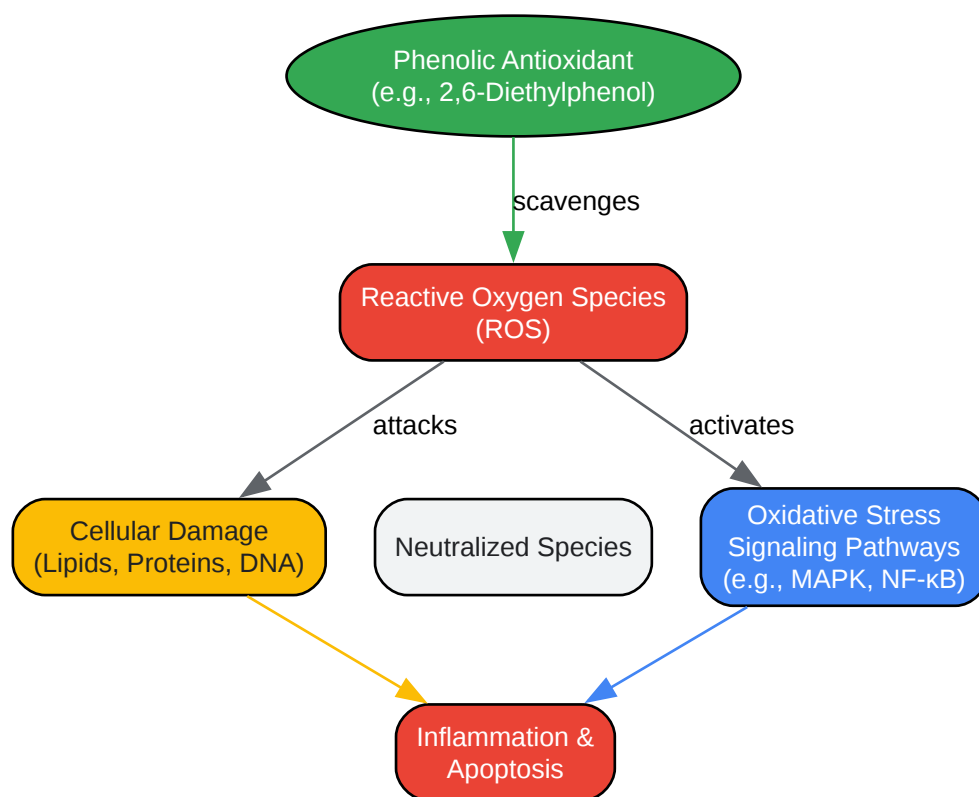 Phenolic Antioxidant
(e.g., 2,6-Diethylphenol)
scavenges
Reactive Oxygen Species
(ROS)
attacks
activates
Cellular Damage
(Lipids, Proteins, DNA)
Neutralized Species
Oxidative Stress
Signaling Pathways
(e.g., MAPK, NF-κB)
Inflammation &
Apoptosis